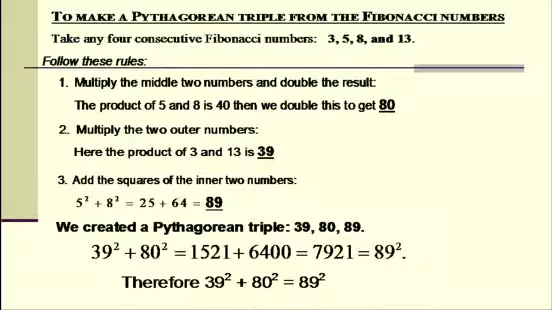 TO MAKE A PYTHAGOREAN TRIPLE FROM THE FIBONACCI NUMBERS
Take any four consecutive Fibonacci numbers: 3, 5, 8, and 13.
Follow these rules:
1. Multiply the middle two numbers and double the result:
The product of 5 and 8 is 40 then we double this to get 80
2. Multiply the two outer numbers:
Here the product of 3 and 13 is 39
3. Add the squares of the inner two numbers:
5² + 8² = 25 + 64 = 89
We created a Pythagorean triple: 39, 80, 89.
39² + 80² = 1521 + 6400 = 7921 = 89².
Therefore 39² + 80² = 89²